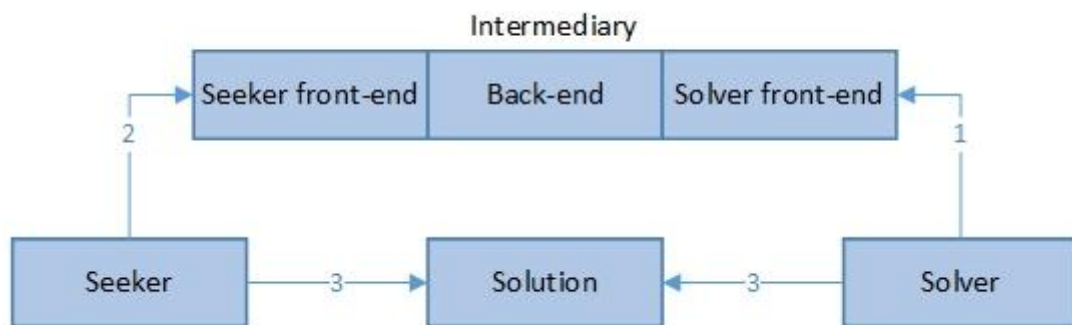 Intermediary
Seeker front-end
Back-end
Solver front-end
2
1
Seeker
3
Solution
3
Solver